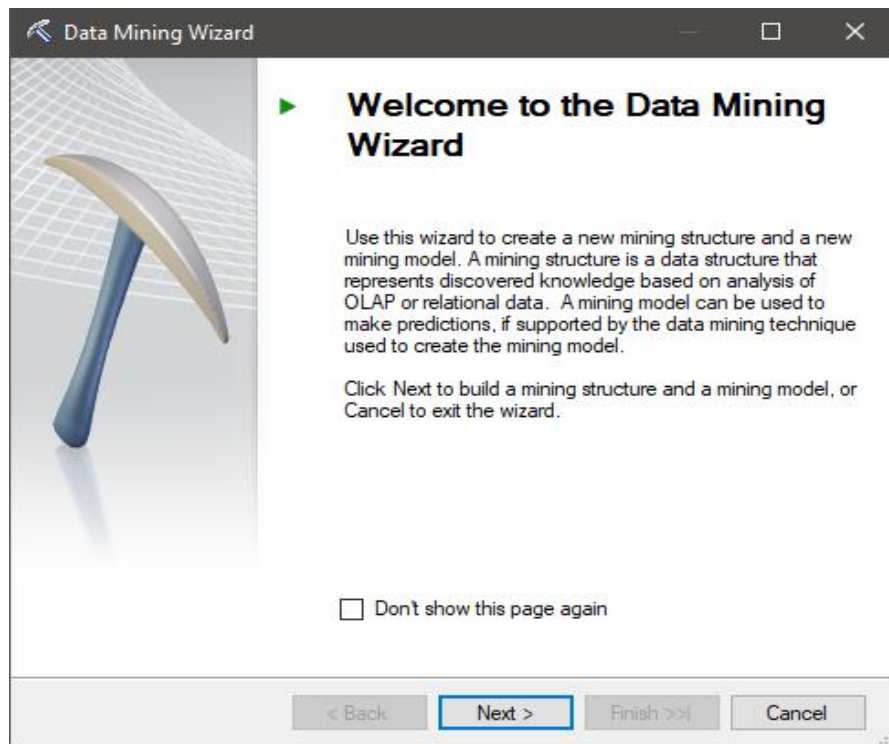 Data Mining Wizard
Welcome to the Data Mining
Wizard
Use this wizard to create a new mining structure and a new
mining model. A mining structure is a data structure that
represents discovered knowledge based on analysis of
OLAP or relational data.  A mining model can be used to
make predictions, if supported by the data mining technique
used to create the mining model.
Click Next to build a mining structure and a mining model, or
Cancel to exit the wizard.
Don't show this page again
< Back
Next >
Finish >>|
Cancel